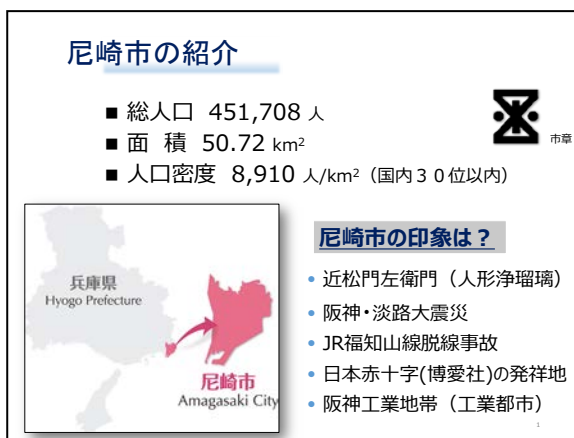 尼崎市の紹介
■ 総人口 451,708 人
■ 面 積 50.72 km²
■ 人口密度 8,910 人/km²（国内３０位以内）
市章
兵庫県
Hyogo Prefecture
尼崎市
Amagasaki City
尼崎市の印象は？
• 近松門左衛門（人形浄瑠璃）
• 阪神・淡路大震災
• JR福知山線脱線事故
• 日本赤十字(博愛社)の発祥地
• 阪神工業地帯（工業都市）
1